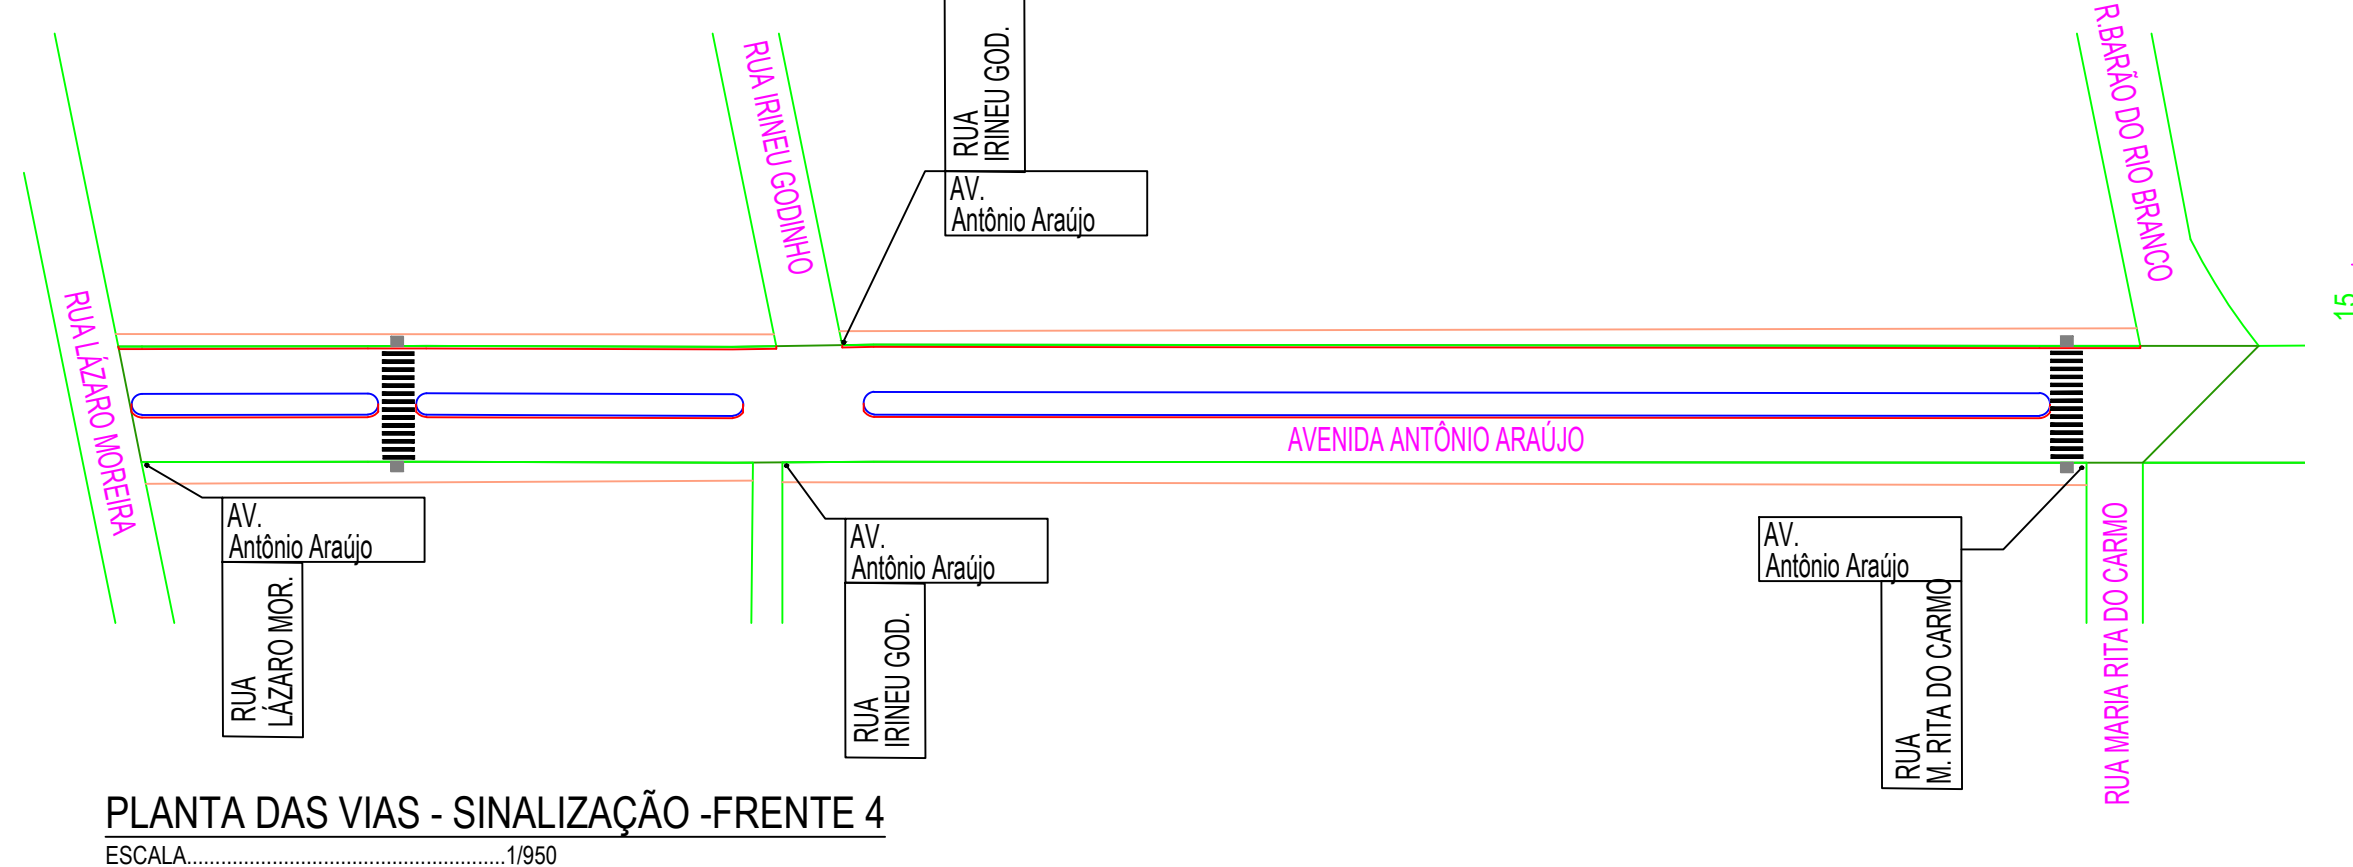 RUA
IRINEU GOD.
AV.
Antônio Araújo
RUA IRINEU GODINHO
R.BARÃO DO RIO BRANCO
15
RUA LÁZARO MOREIRA
AVENIDA ANTÔNIO ARAÚJO
AV.
Antônio Araújo
RUA
LÁZARO MOR.
AV.
Antônio Araújo
RUA
IRINEU GOD.
AV.
Antônio Araújo
RUA
M. RITA DO CARMO
RUA MARIA RITA DO CARMO
PLANTA DAS VIAS - SINALIZAÇÃO -FRENTE 4
ESCALA........................................................1/950